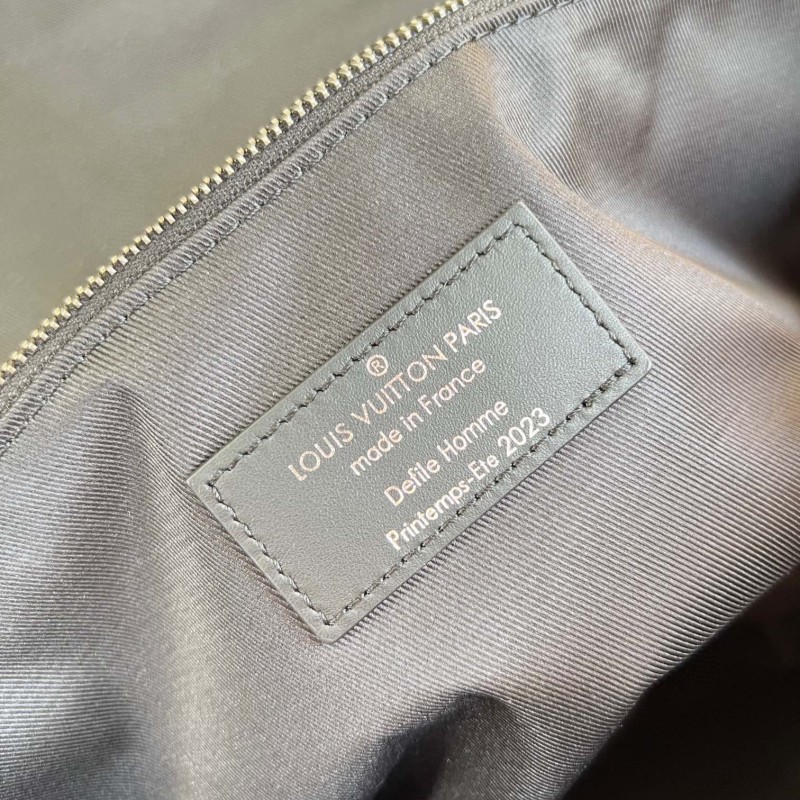 ®
LOUIS VUITTON PARIS
made in France
Defile Homme
Printemps-Ete 2023